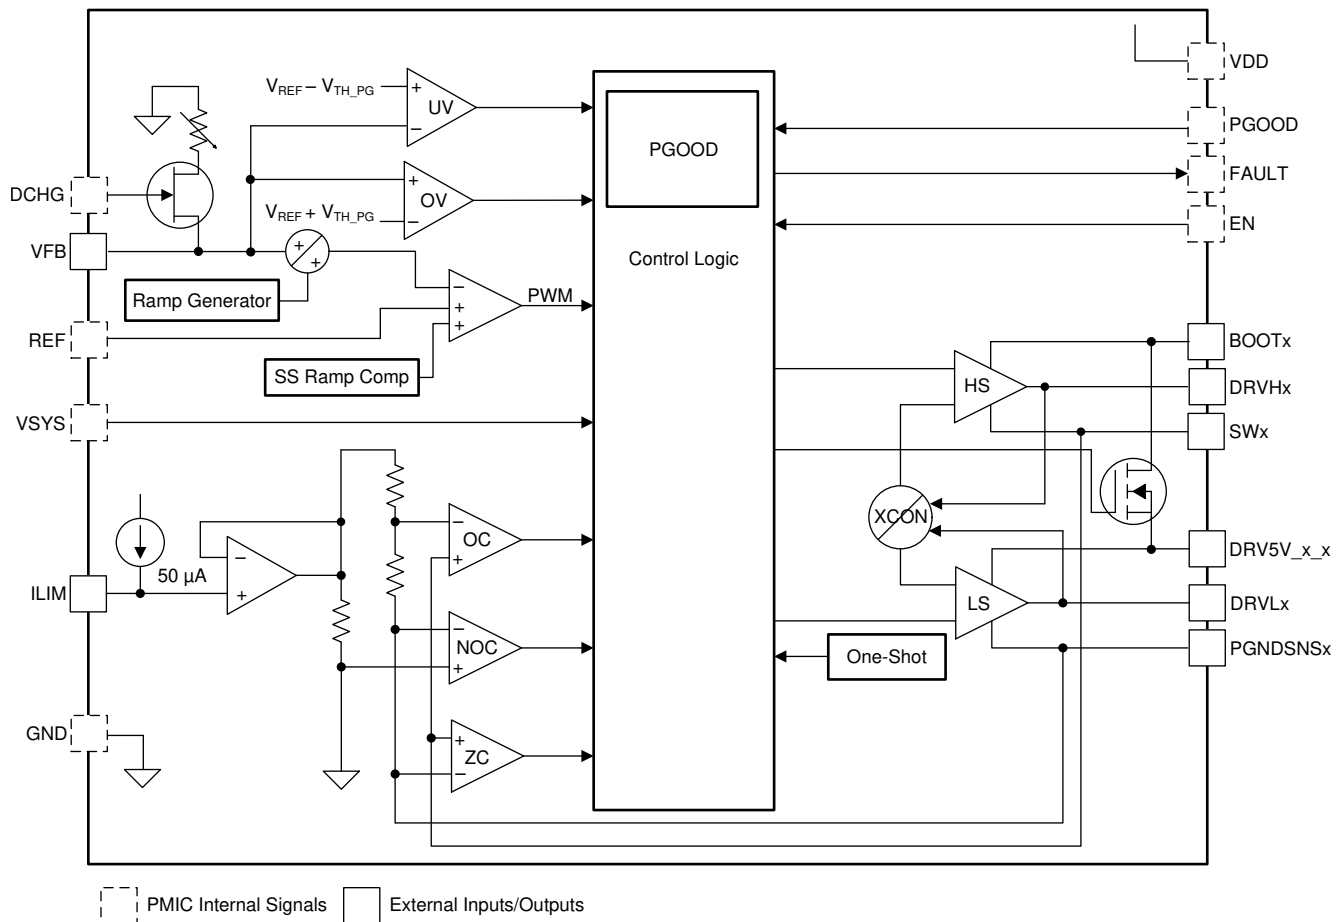 VDD
V_REF – V_TH_PG
+
UV
–
PGOOD
PGOOD
DCHG
FAULT
+
OV
V_REF + V_TH_PG
–
EN
VFB
+
+
Control Logic
Ramp Generator
–
+
+
PWM
REF
BOOTx
SS Ramp Comp
HS
DRVHx
VSYS
SWx
XCON
–
OC
+
DRV5V_x_x
–
+
50 µA
ILIM
LS
DRVLx
–
NOC
+
One-Shot
PGNDSNSx
GND
+
ZC
–
PMIC Internal Signals
External Inputs/Outputs